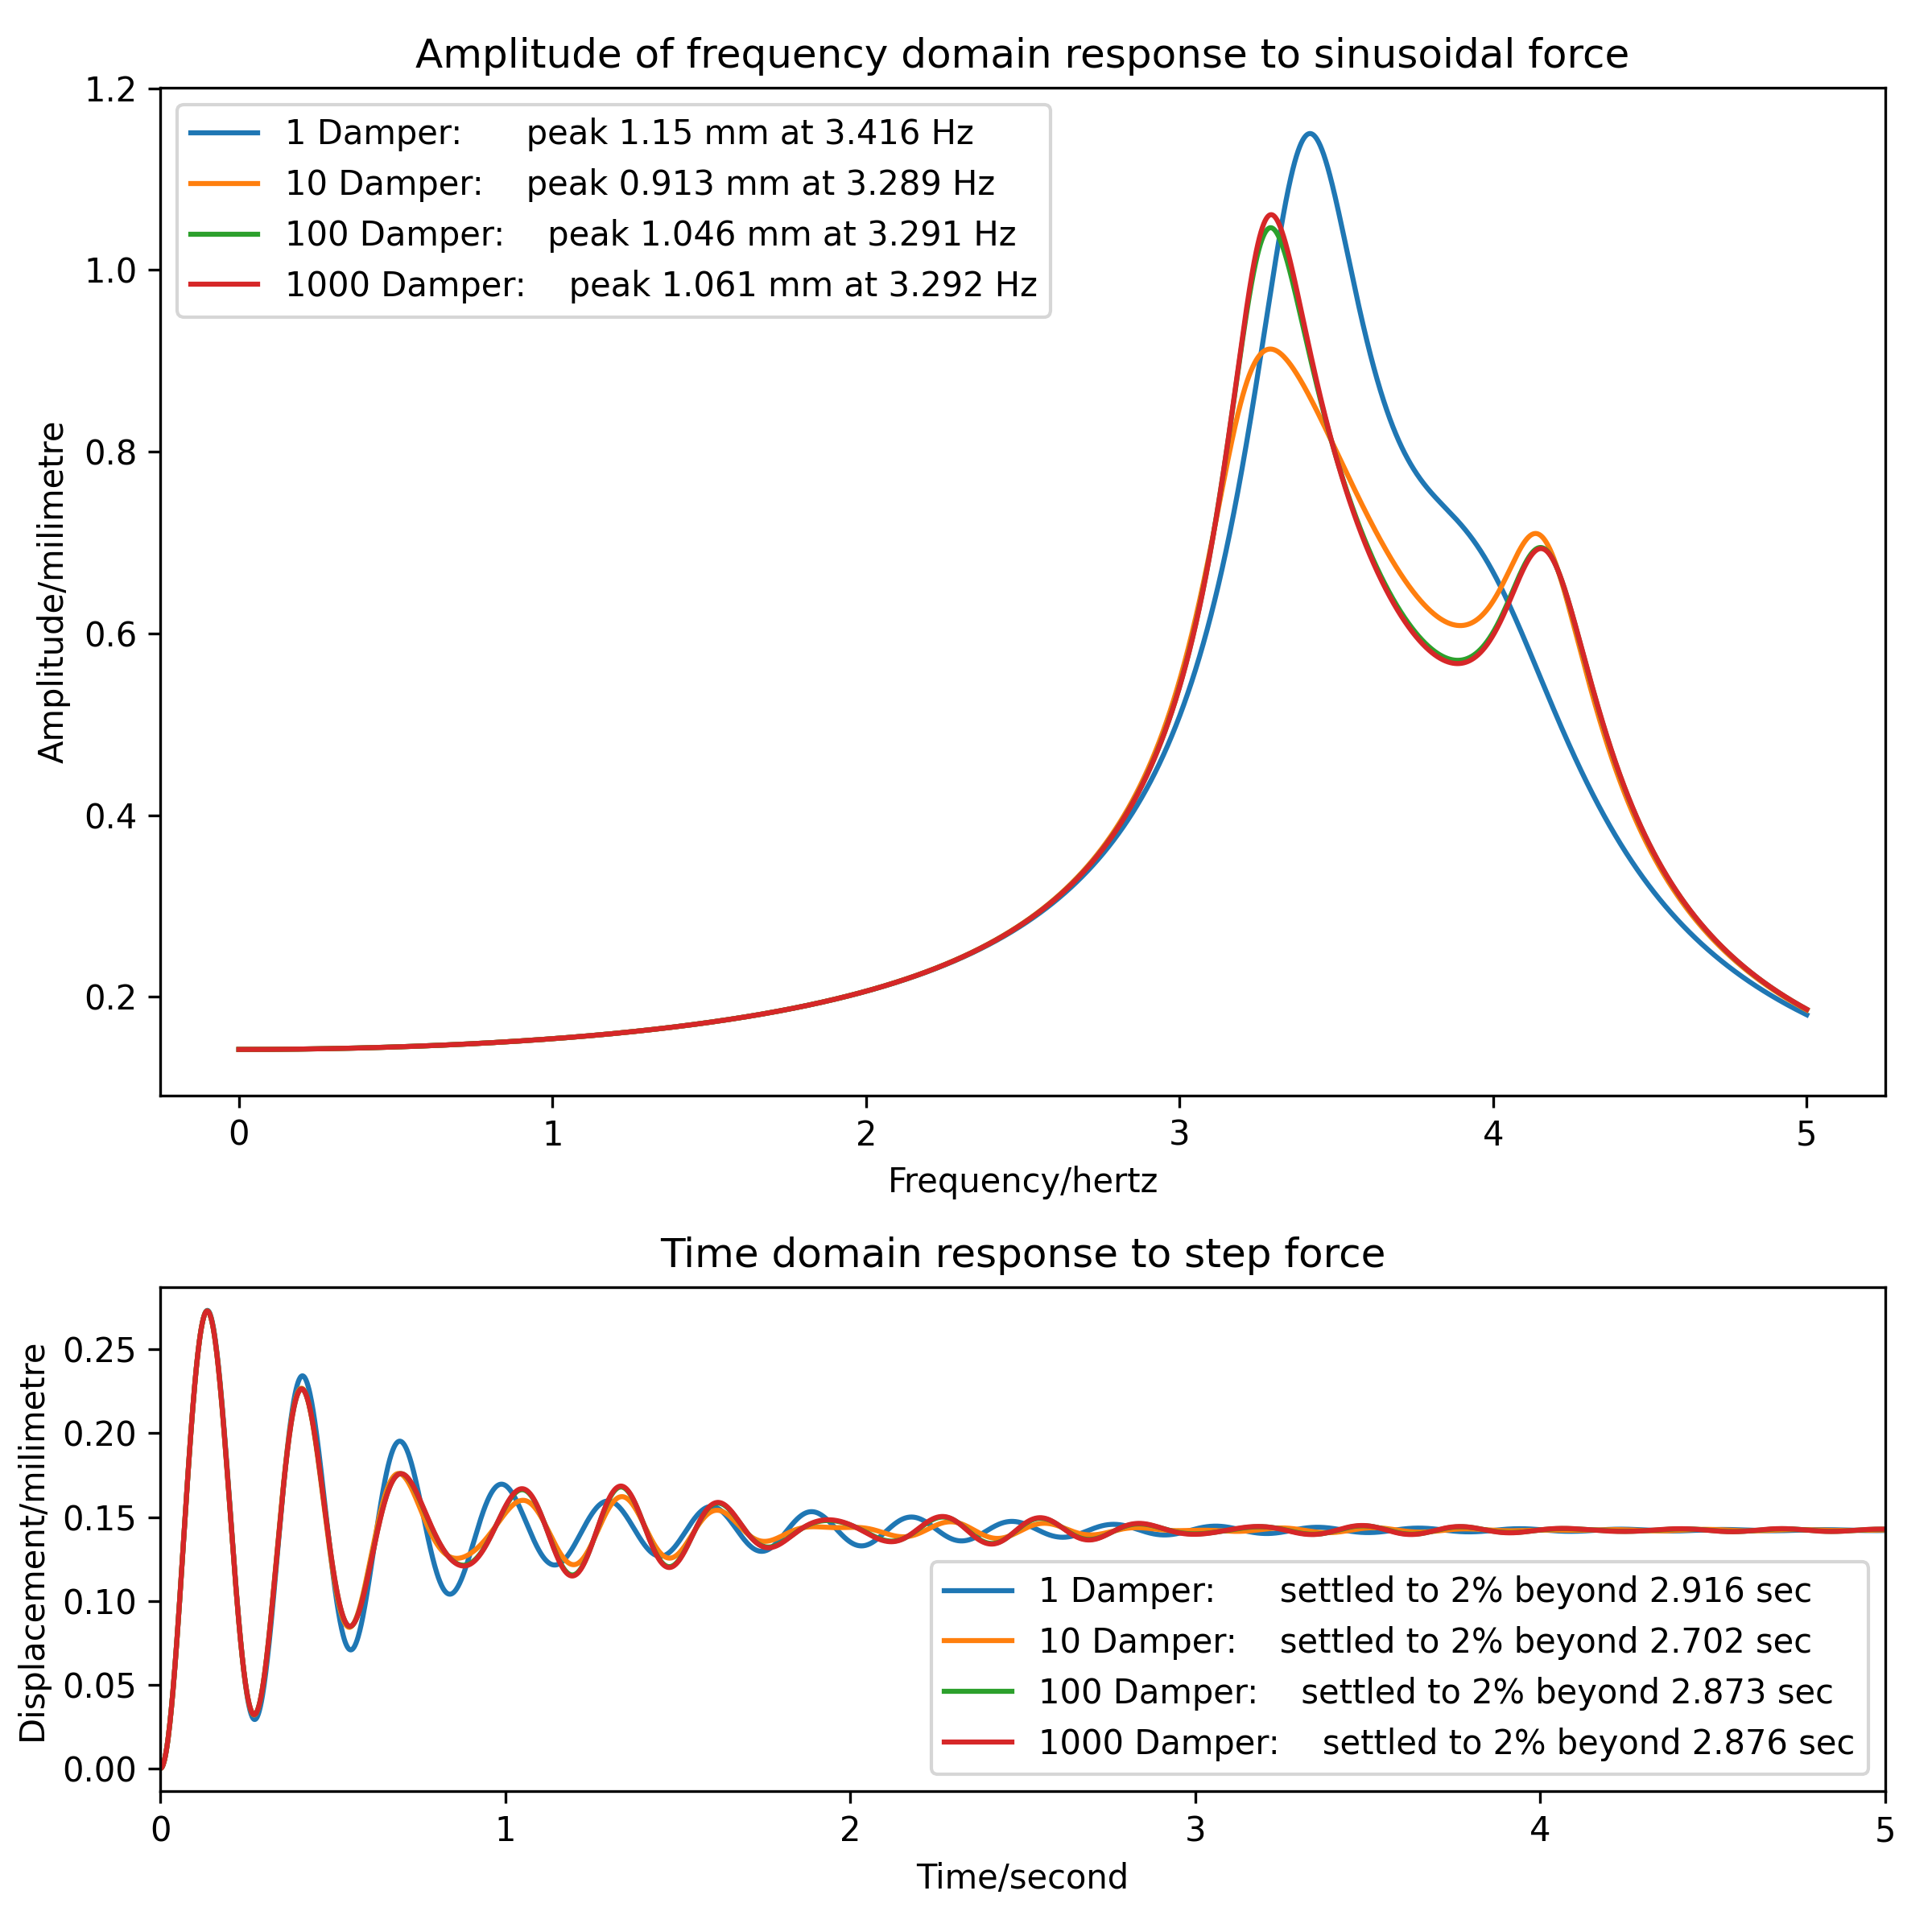 Amplitude of frequency domain response to sinusoidal force
1.2
1.0
0.8
0.6
0.4
0.2
Amplitude/milimetre
1 Damper: peak 1.15 mm at 3.416 Hz
10 Damper: peak 0.913 mm at 3.289 Hz
100 Damper: peak 1.046 mm at 3.291 Hz
1000 Damper: peak 1.061 mm at 3.292 Hz
0 1 2 3 4 5
Frequency/hertz
Time domain response to step force
0.25
0.20
0.15
0.10
0.05
0.00
Displacement/milimetre
1 Damper: settled to 2% beyond 2.916 sec
10 Damper: settled to 2% beyond 2.702 sec
100 Damper: settled to 2% beyond 2.873 sec
1000 Damper: settled to 2% beyond 2.876 sec
0 1 2 3 4 5
Time/second